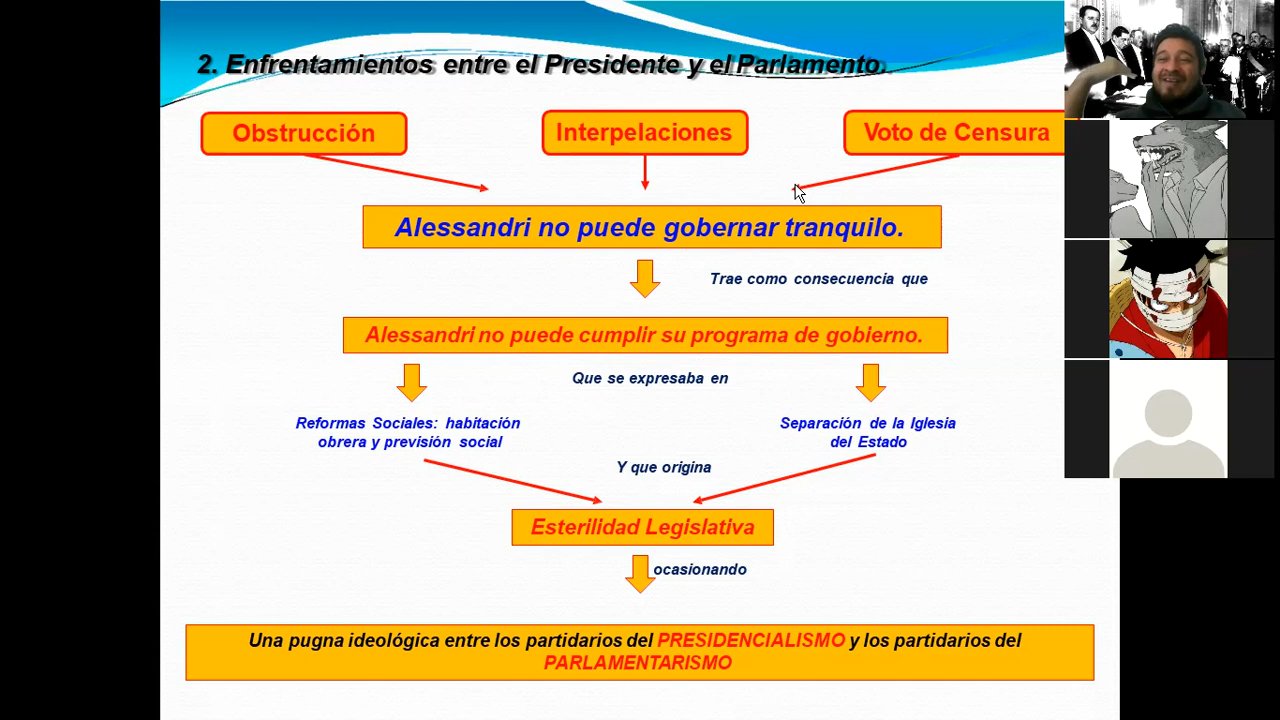 2. Enfrentamientos entre el Presidente y el Parlamento.
Obstrucción
Interpelaciones
Voto de Censura
Alessandri no puede gobernar tranquilo.
Trae como consecuencia que
Alessandri no puede cumplir su programa de gobierno.
Que se expresaba en
Reformas Sociales: habitación
obrera y previsión social
Separación de la Iglesia
del Estado
Y que origina
Esterilidad Legislativa
ocasionando
Una pugna ideológica entre los partidarios del PRESIDENCIALISMO y los partidarios del
PARLAMENTARISMO